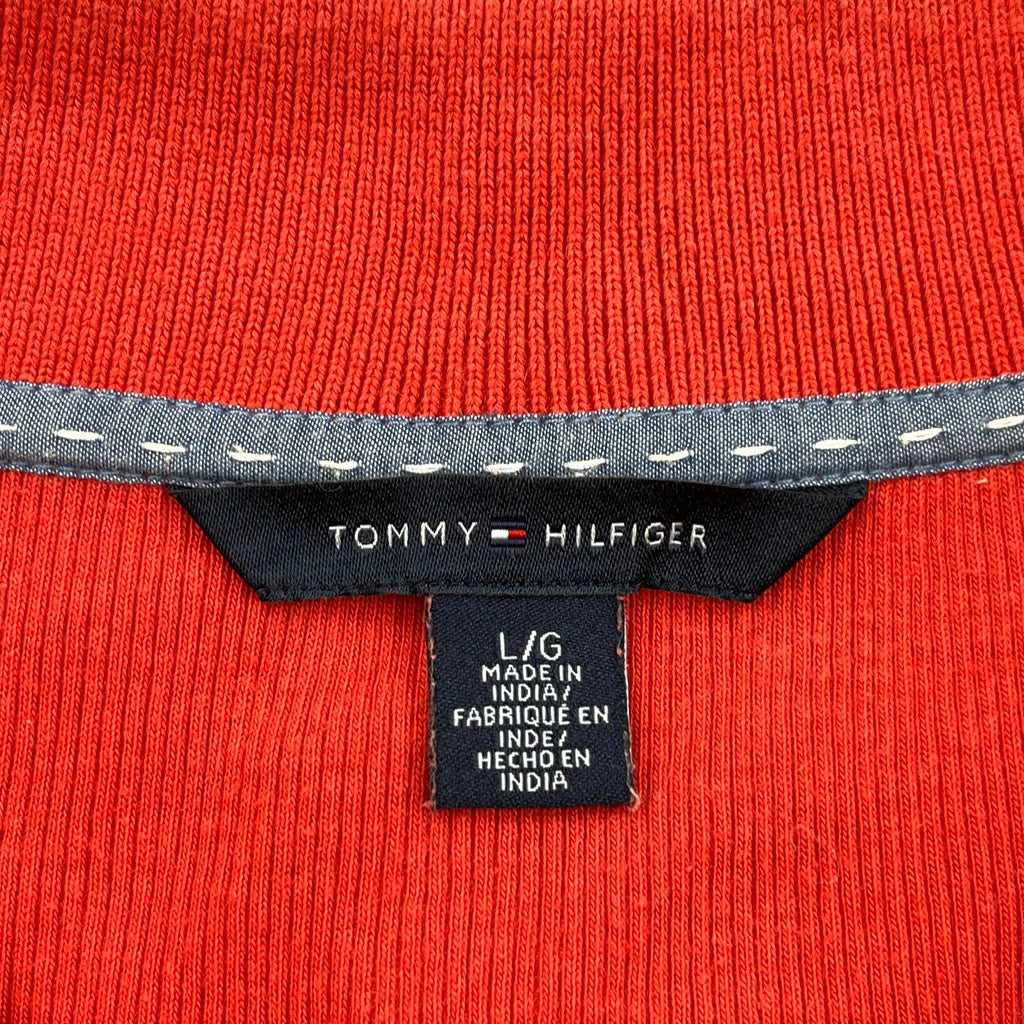 TOMMY HILFIGER
L/G
MADE IN
INDIA/
FABRIQUÉ EN
INDE/
HECHO EN
INDIA